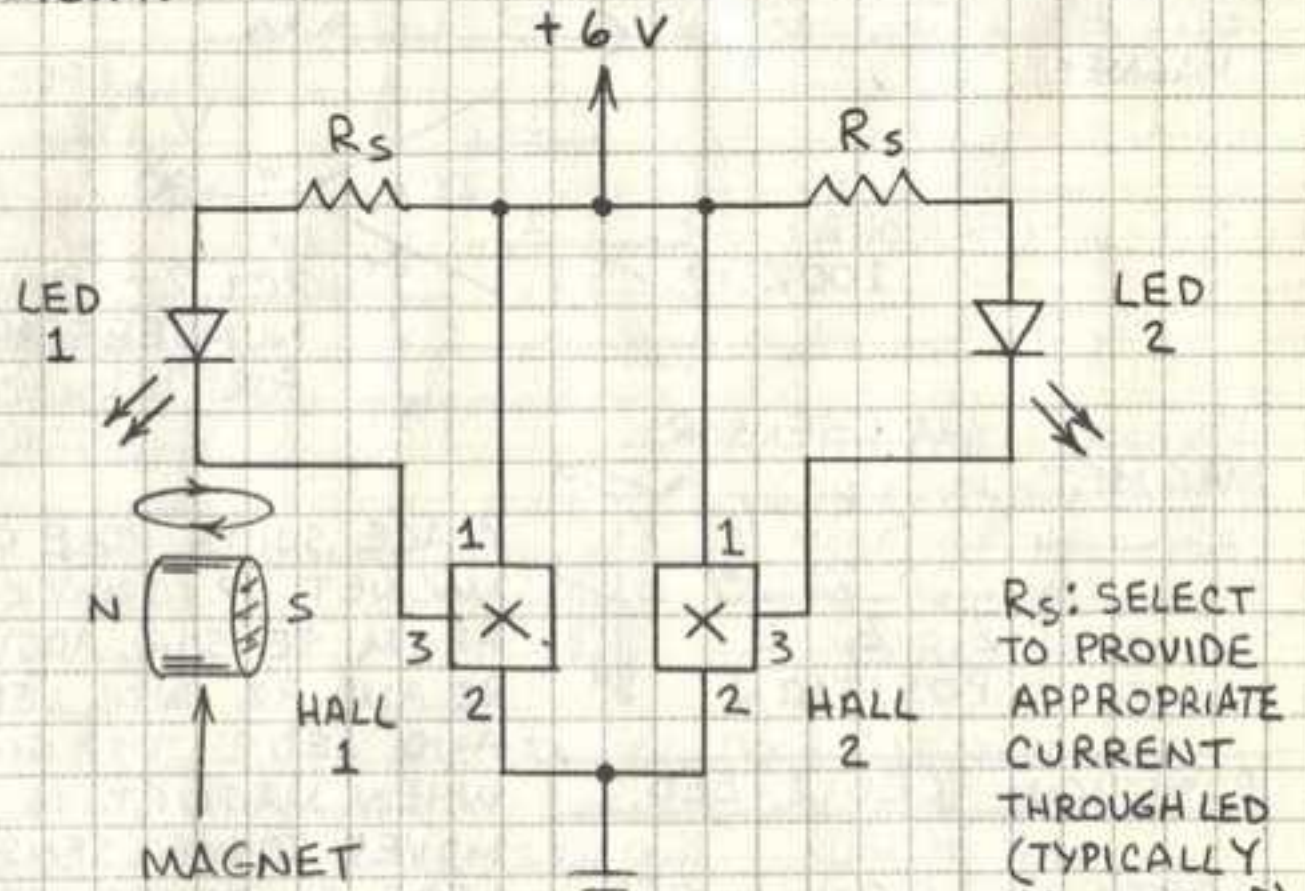 + 6 V
Rs
Rs
LED
1
LED
2
1
1
N
S
3
3
HALL
1
2
2
HALL
2
MAGNET
Rs: SELECT
TO PROVIDE
APPROPRIATE
CURRENT
THROUGH LED
(TYPICALLY